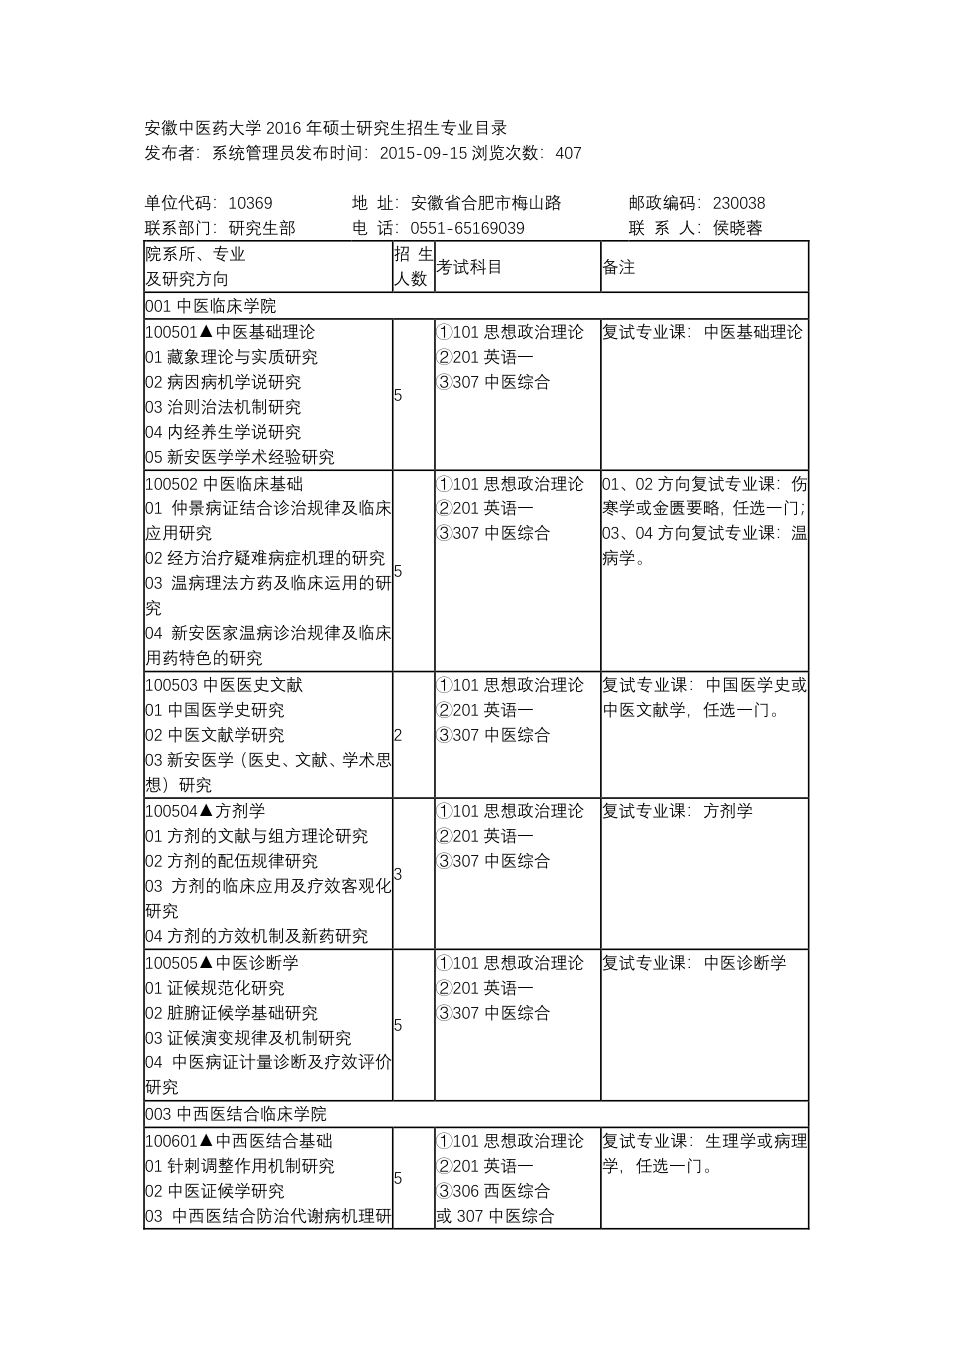 安徽中医药大学 2016 年硕士研究生招生专业目录
发布者：系统管理员发布时间：2015-09-15 浏览次数：407
单位代码：10369 地 址：安徽省合肥市梅山路 邮政编码：230038
联系部门：研究生部 电 话：0551-65169039 联 系 人：侯晓蓉
院系所、专业
及研究方向
招 生
人数
考试科目
备注
001 中医临床学院
100501▲中医基础理论
01 藏象理论与实质研究
02 病因病机学说研究
03 治则治法机制研究
04 内经养生学说研究
05 新安医学学术经验研究
5
①101 思想政治理论
②201 英语一
③307 中医综合
复试专业课：中医基础理论
100502 中医临床基础
01 仲景病证结合诊治规律及临床
应用研究
02 经方治疗疑难病症机理的研究
03 温病理法方药及临床运用的研
究
04 新安医家温病诊治规律及临床
用药特色的研究
5
①101 思想政治理论
②201 英语一
③307 中医综合
01、02 方向复试专业课：伤
寒学或金匮要略，任选一门；
03、04 方向复试专业课：温
病学。
100503 中医医史文献
01 中国医学史研究
02 中医文献学研究
03 新安医学（医史、文献、学术思
想）研究
2
①101 思想政治理论
②201 英语一
③307 中医综合
复试专业课：中国医学史或
中医文献学，任选一门。
100504▲方剂学
01 方剂的文献与组方理论研究
02 方剂的配伍规律研究
03 方剂的临床应用及疗效客观化
研究
04 方剂的方效机制及新药研究
3
①101 思想政治理论
②201 英语一
③307 中医综合
复试专业课：方剂学
100505▲中医诊断学
01 证候规范化研究
02 脏腑证候学基础研究
03 证候演变规律及机制研究
04 中医病证计量诊断及疗效评价
研究
5
①101 思想政治理论
②201 英语一
③307 中医综合
复试专业课：中医诊断学
003 中西医结合临床学院
100601▲中西医结合基础
01 针刺调整作用机制研究
02 中医证候学研究
03 中西医结合防治代谢病机理研
5
①101 思想政治理论
②201 英语一
③306 西医综合
或 307 中医综合
复试专业课：生理学或病理
学，任选一门。